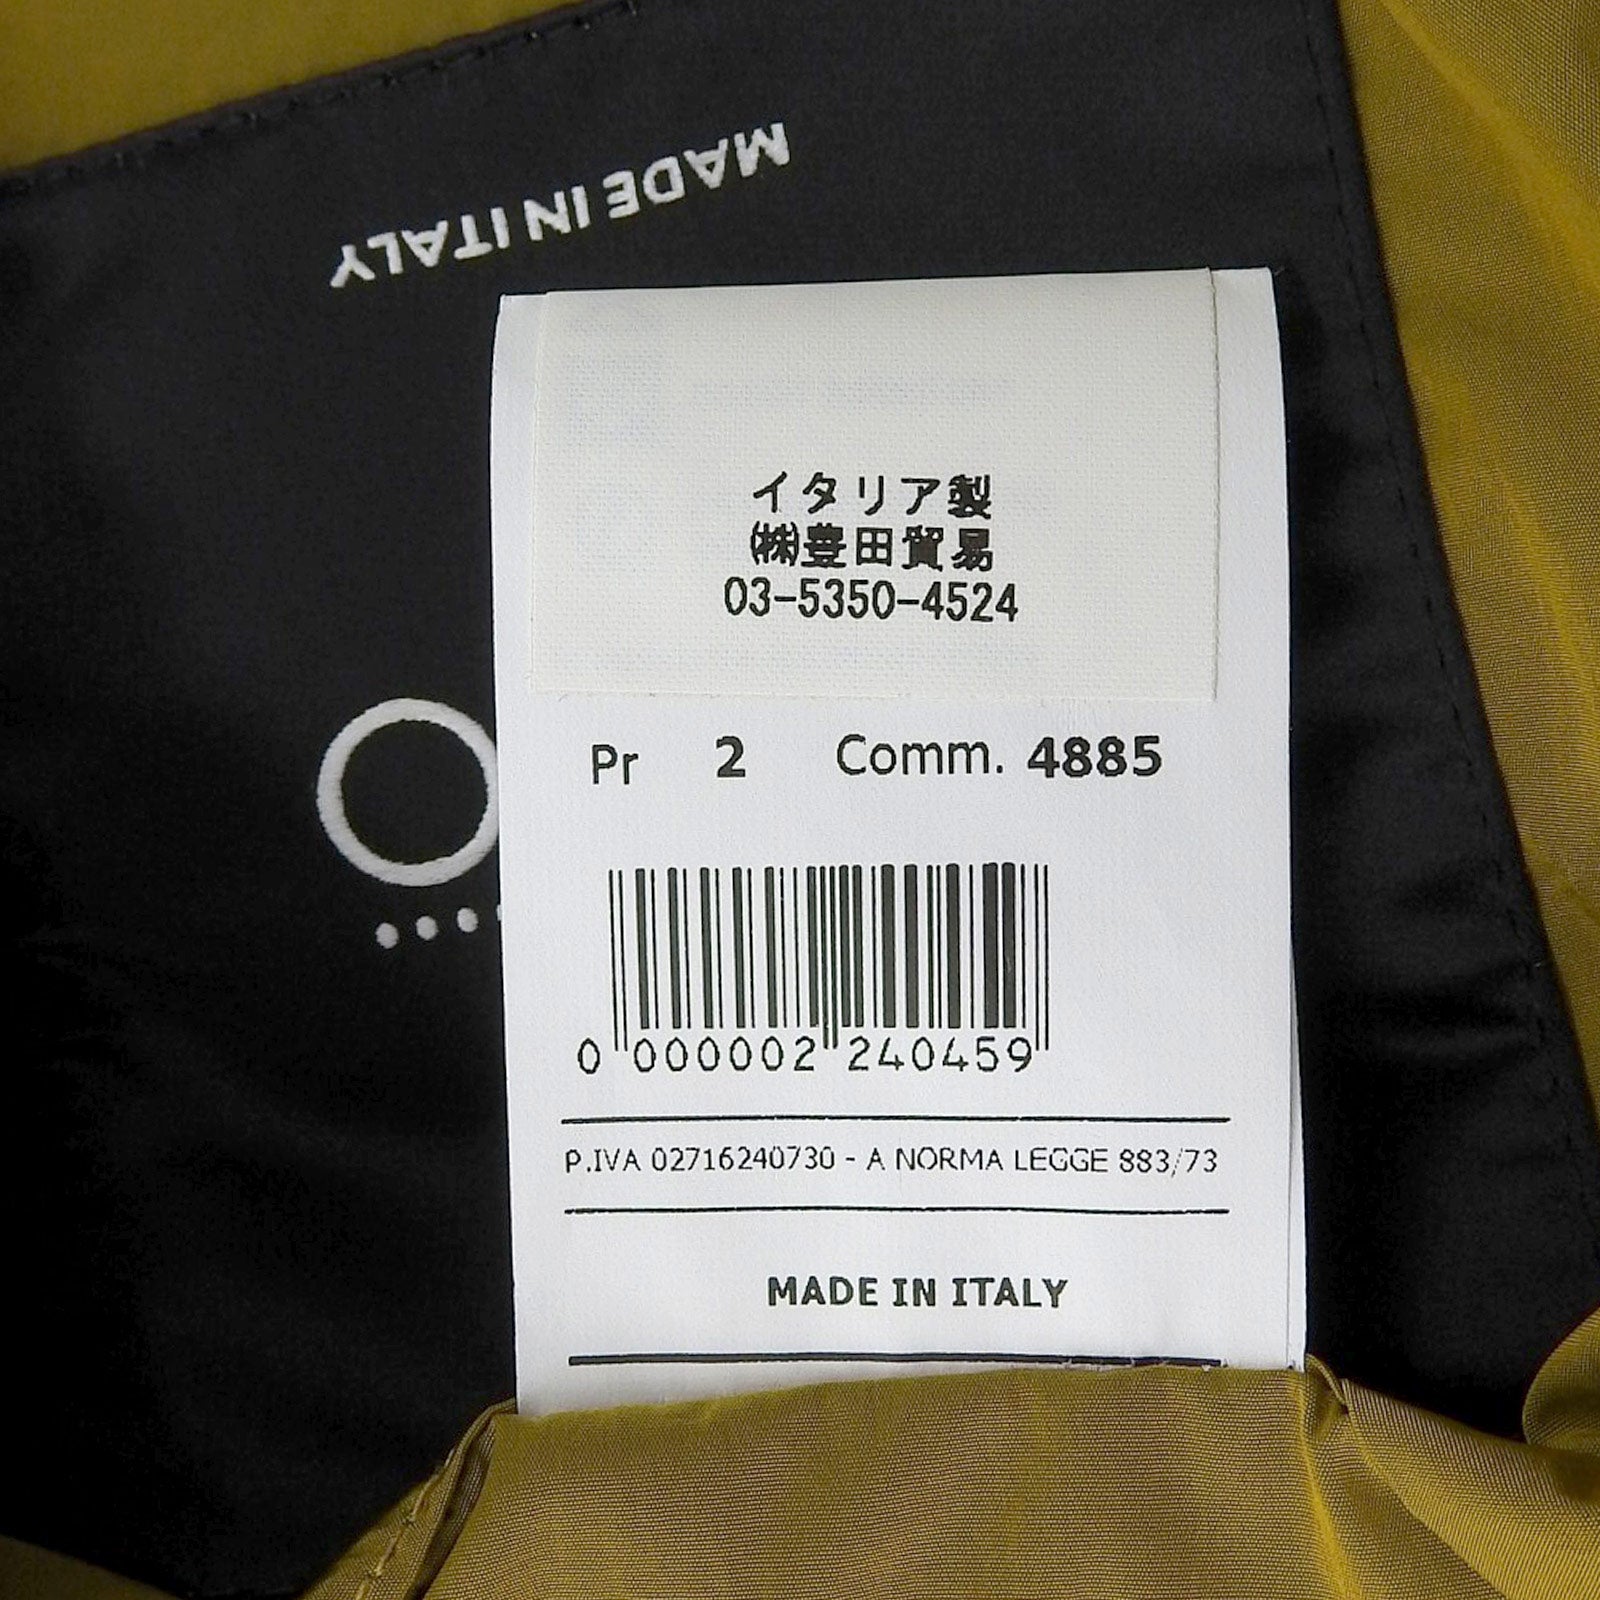 MADE IN ITALY
イタリア製
㈱豊田貿易
03-5350-4524
Pr 2 Comm. 4885
0 000002 240459
P.IVA 02716240730 - A NORMA LEGGE 883/73
MADE IN ITALY